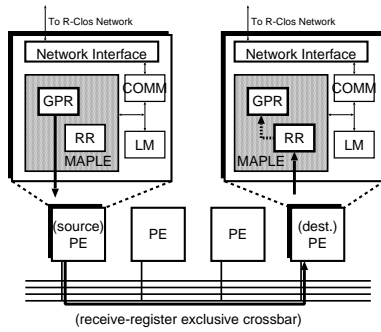 To R-Clos Network
To R-Clos Network
Network Interface
Network Interface
COMM
COMM
GPR
GPR
RR
RR
MAPLE
MAPLE
LM
LM
(source)
PE
PE
PE
(dest.)
PE
(receive-register exclusive crossbar)